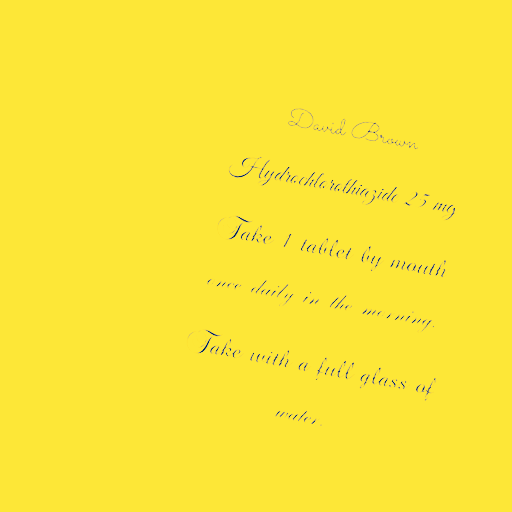 David Brown
Hydrochlorothiazide 25 mg
Take 1 tablet by mouth
once daily in the morning.
Take with a full glass of
water.